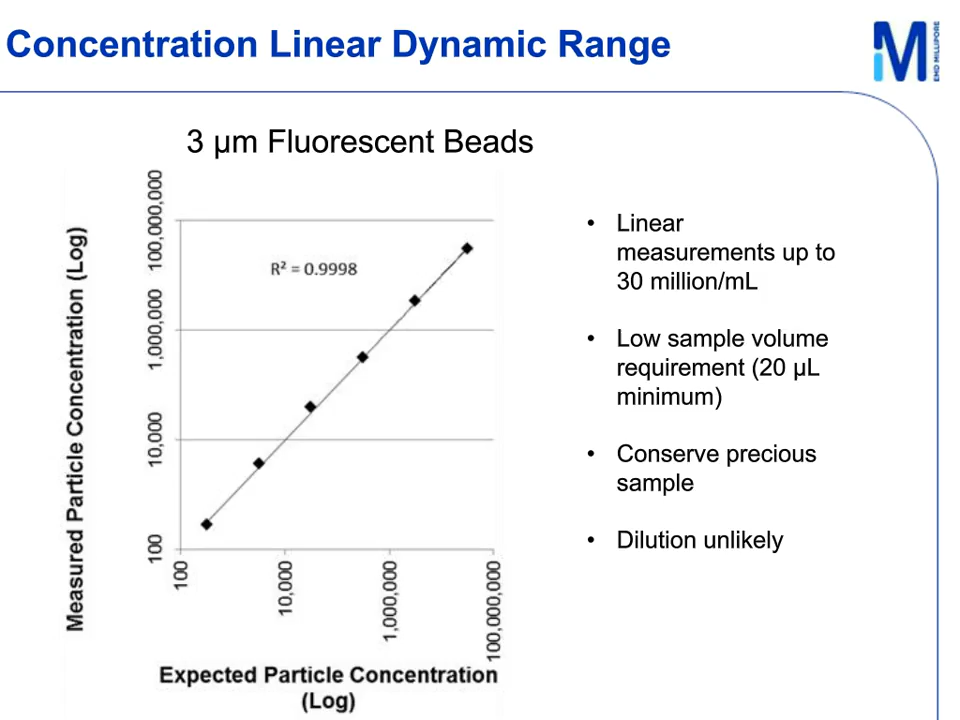 Concentration Linear Dynamic Range
EMD MILLIPORE
3 µm Fluorescent Beads
Measured Particle Concentration (Log)
100,000,000
1,000,000
10,000
100
R² = 0.9998
100
10,000
1,000,000
100,000,000
Expected Particle Concentration
(Log)
• Linear
measurements up to
30 million/mL
• Low sample volume
requirement (20 µL
minimum)
• Conserve precious
sample
• Dilution unlikely